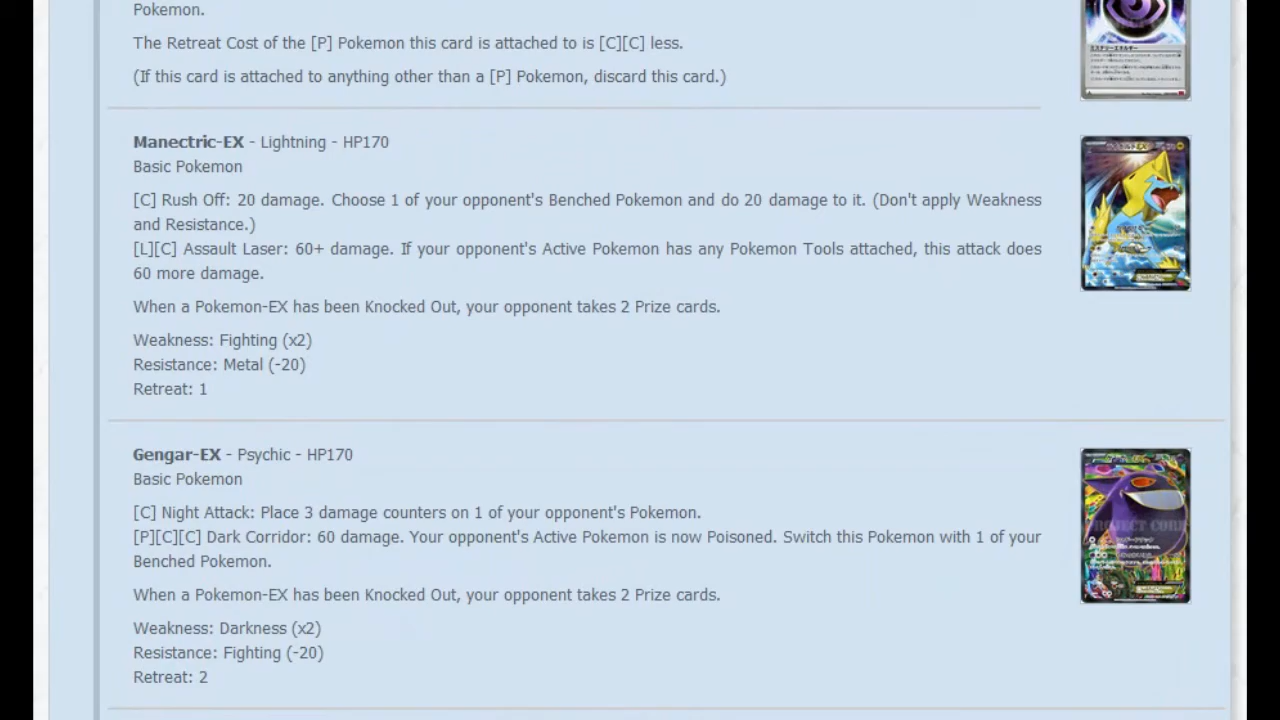 Pokemon.
The Retreat Cost of the [P] Pokemon this card is attached to is [C][C] less.
(If this card is attached to anything other than a [P] Pokemon, discard this card.)
Manectric-EX - Lightning - HP170
Basic Pokemon
[C] Rush Off: 20 damage. Choose 1 of your opponent's Benched Pokemon and do 20 damage to it. (Don't apply Weakness
and Resistance.)
[L][C] Assault Laser: 60+ damage. If your opponent's Active Pokemon has any Pokemon Tools attached, this attack does
60 more damage.
When a Pokemon-EX has been Knocked Out, your opponent takes 2 Prize cards.
Weakness: Fighting (x2)
Resistance: Metal (-20)
Retreat: 1
Gengar-EX - Psychic - HP170
Basic Pokemon
[C] Night Attack: Place 3 damage counters on 1 of your opponent's Pokemon.
[P][C][C] Dark Corridor: 60 damage. Your opponent's Active Pokemon is now Poisoned. Switch this Pokemon with 1 of your
Benched Pokemon.
When a Pokemon-EX has been Knocked Out, your opponent takes 2 Prize cards.
Weakness: Darkness (x2)
Resistance: Fighting (-20)
Retreat: 2